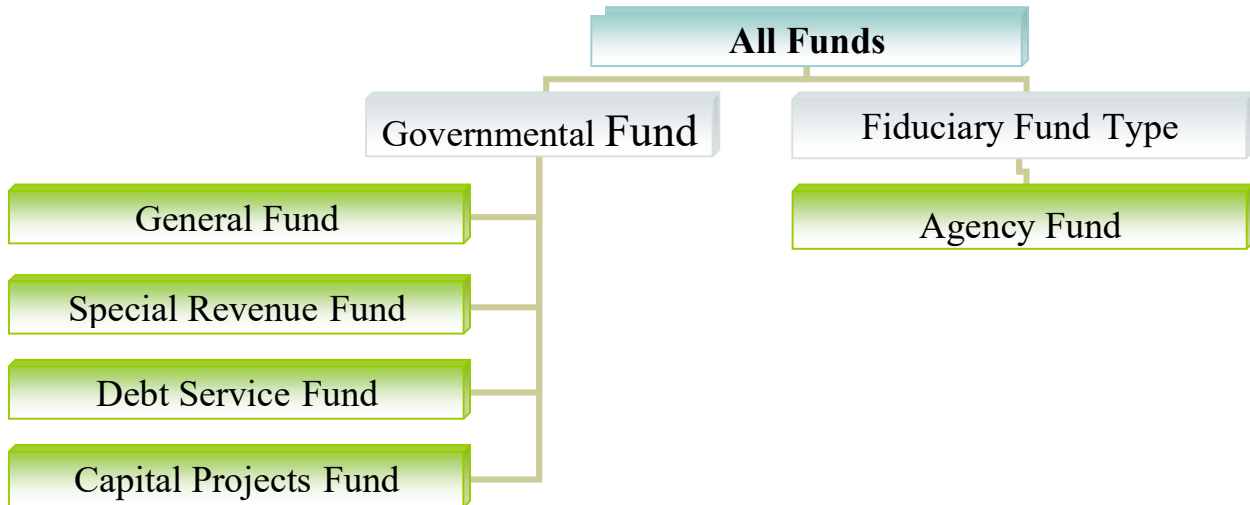 All Funds
Governmental Fund
Fiduciary Fund Type
General Fund
Agency Fund
Special Revenue Fund
Debt Service Fund
Capital Projects Fund